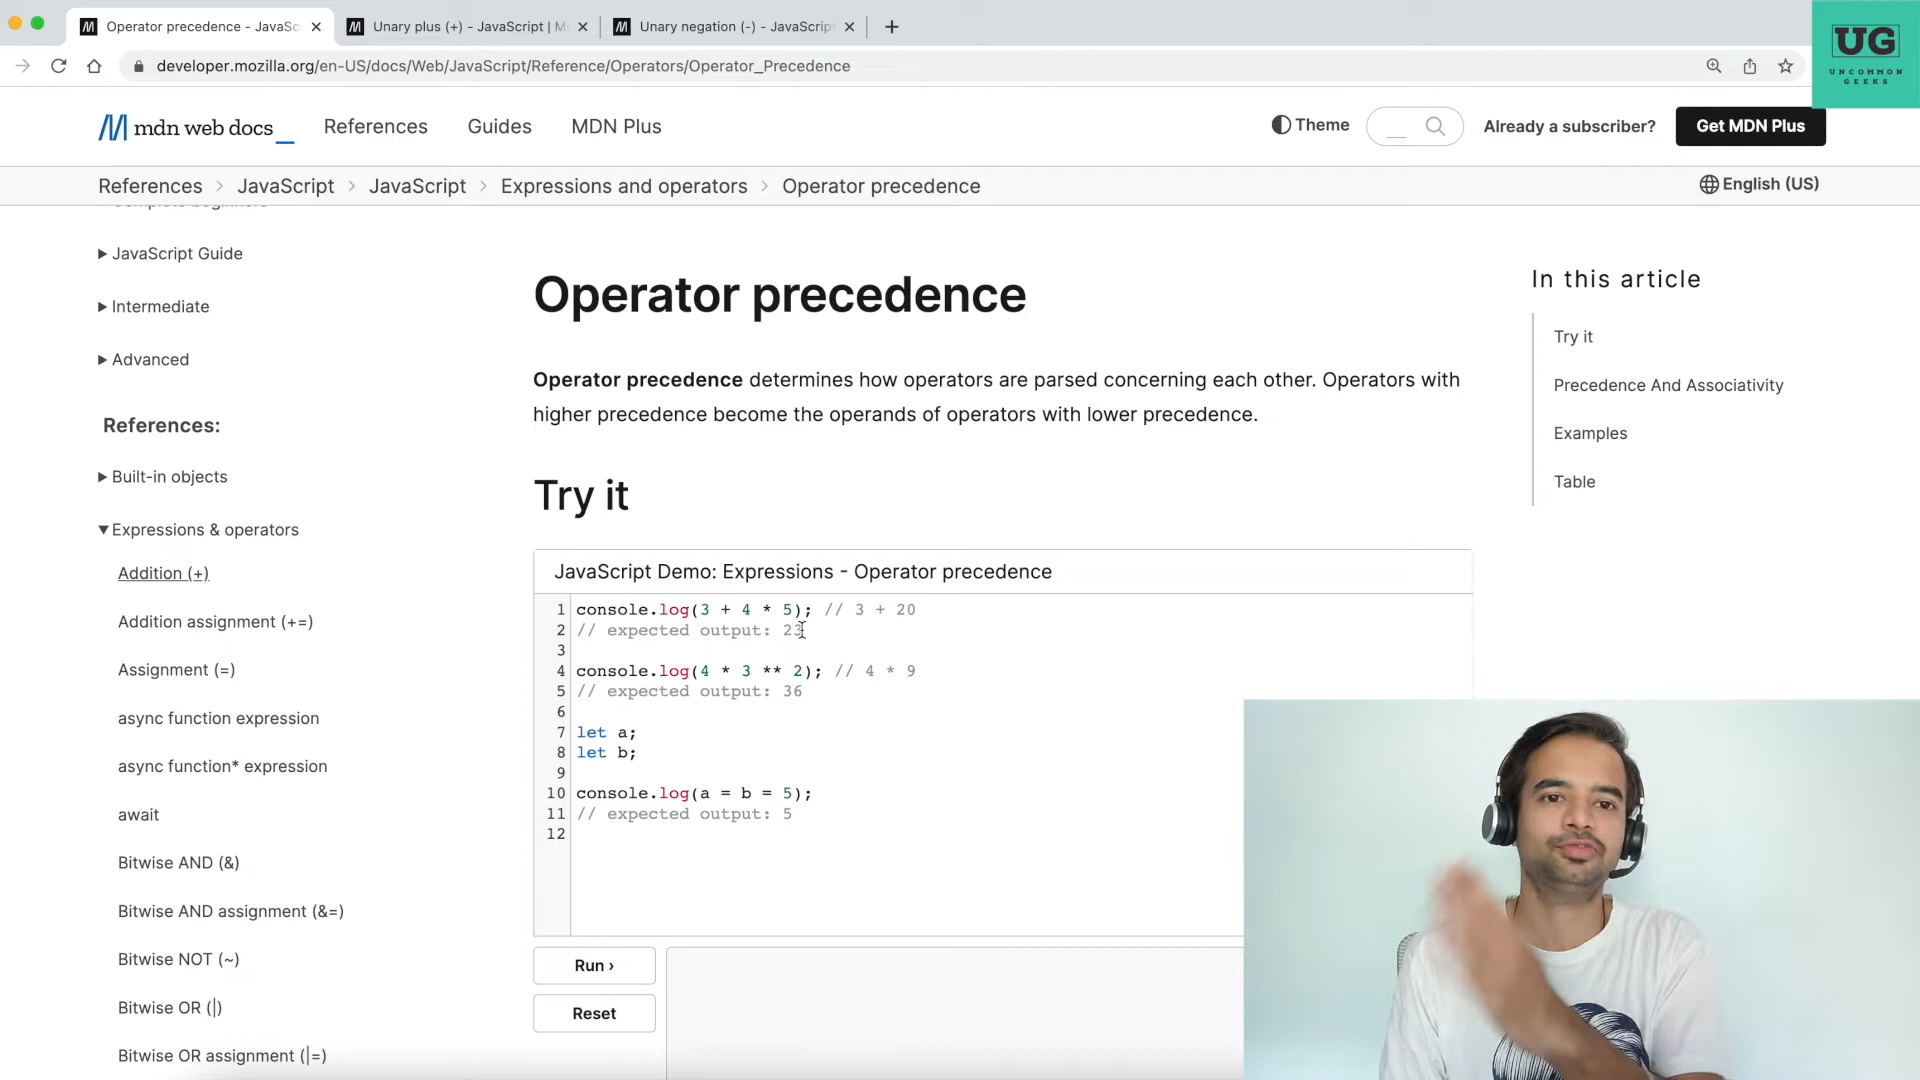 Operator precedence - JavaSc
Unary plus (+) - JavaScript | M
Unary negation (-) - JavaScript
developer.mozilla.org/en-US/docs/Web/JavaScript/Reference/Operators/Operator_Precedence
UG
UNCOMMON
GEEKS
mdn web docs_
References
Guides
MDN Plus
Theme
Already a subscriber?
Get MDN Plus
References > JavaScript > JavaScript > Expressions and operators > Operator precedence
English (US)
Complete beginners
JavaScript Guide
Intermediate
Advanced
References:
Built-in objects
Expressions & operators
Addition (+)
Addition assignment (+=)
Assignment (=)
async function expression
async function* expression
await
Bitwise AND (&)
Bitwise AND assignment (&=)
Bitwise NOT (~)
Bitwise OR (|)
Bitwise OR assignment (|=)
Operator precedence
Operator precedence determines how operators are parsed concerning each other. Operators with
higher precedence become the operands of operators with lower precedence.
Try it
JavaScript Demo: Expressions - Operator precedence
1 console.log(3 + 4 * 5); // 3 + 20
2 // expected output: 23
3
4 console.log(4 * 3 ** 2); // 4 * 9
5 // expected output: 36
6
7 let a;
8 let b;
9
10 console.log(a = b = 5);
11 // expected output: 5
12
Run ›
Reset
In this article
Try it
Precedence And Associativity
Examples
Table